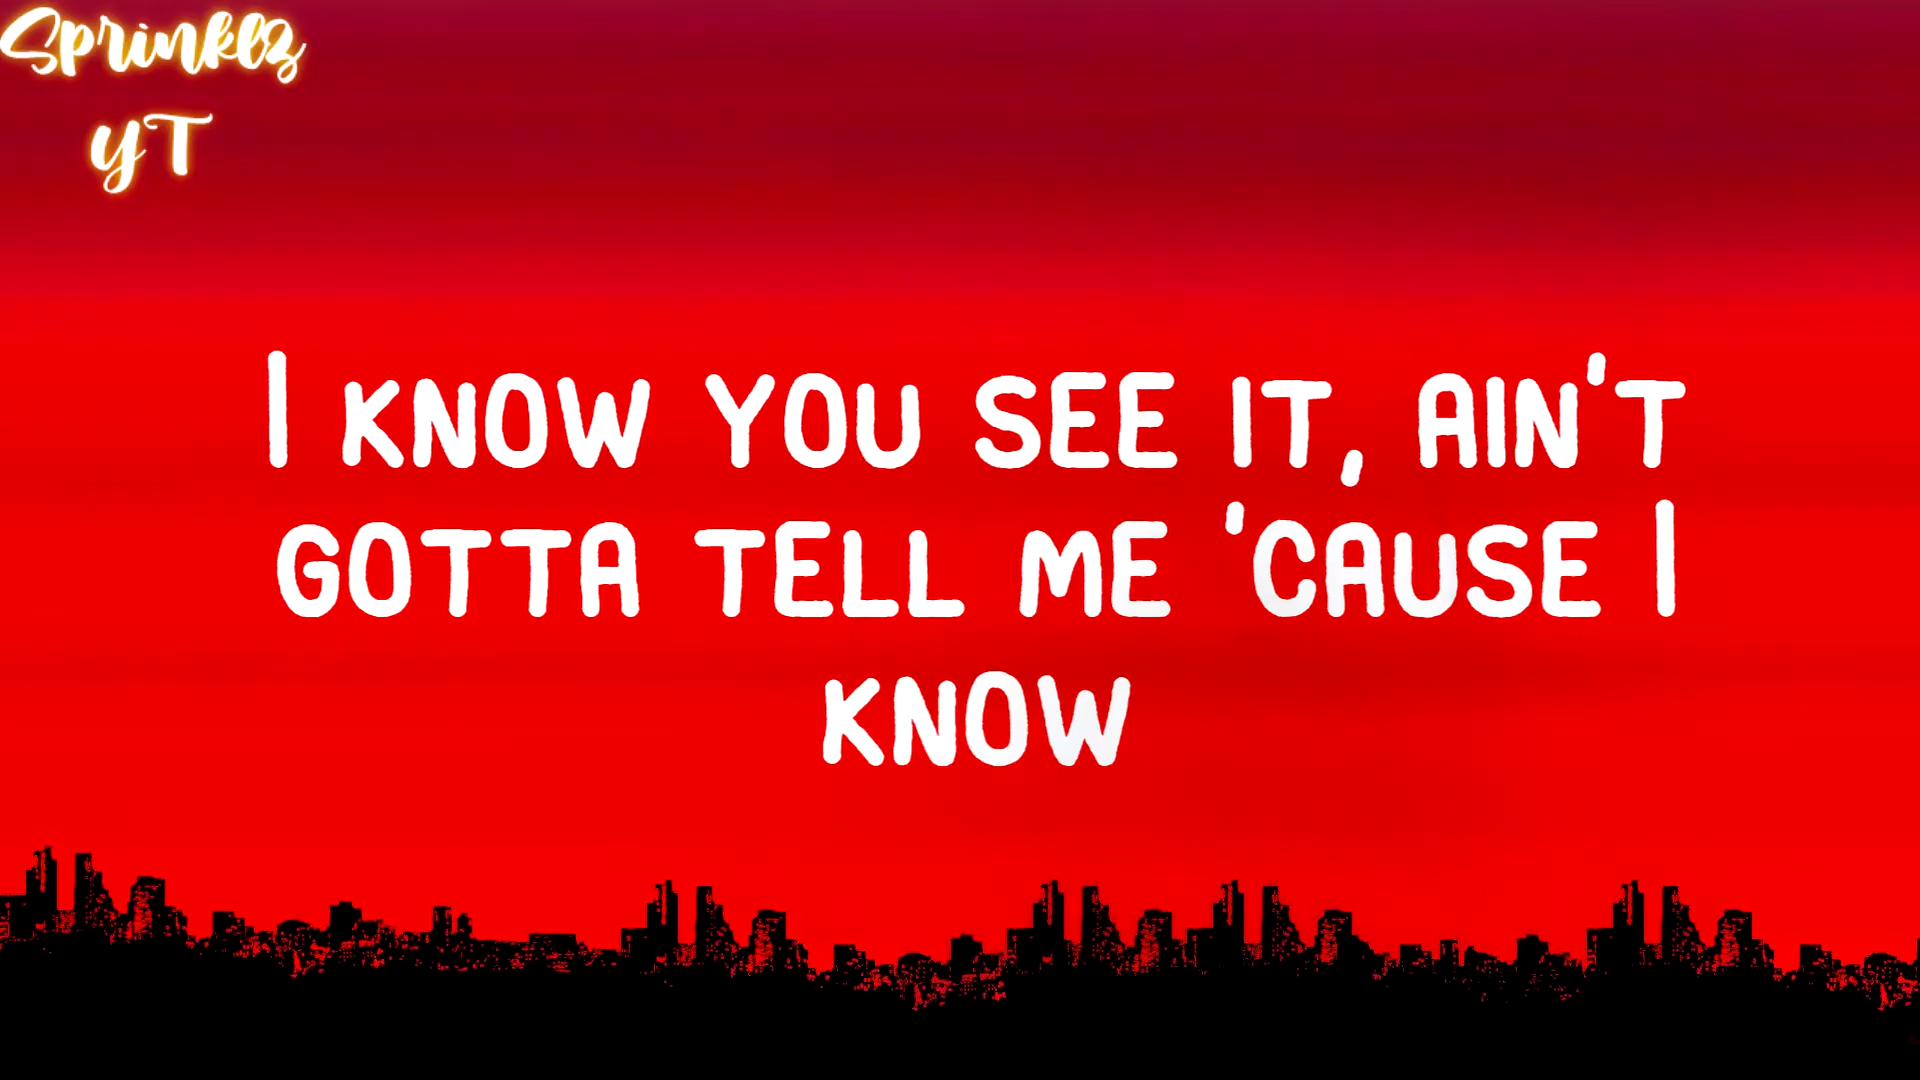 Sprinklz
YT
I KNOW YOU SEE IT, AIN'T
GOTTA TELL ME 'CAUSE I
KNOW